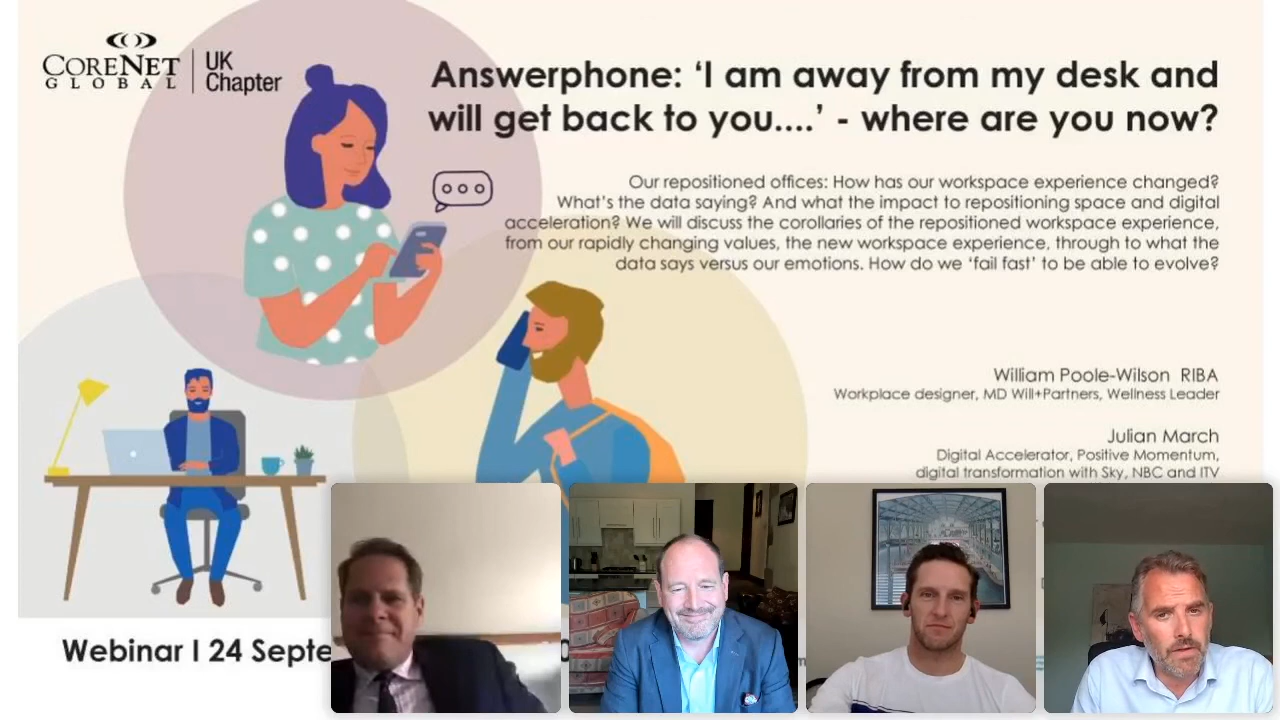 CORENET
GLOBAL
UK
Chapter
Answerphone: ‘I am away from my desk and
will get back to you....’ - where are you now?
Our repositioned offices: How has our workspace experience changed?
What’s the data saying? And what the impact to repositioning space and digital
acceleration? We will discuss the corollaries of the repositioned workspace experience,
from our rapidly changing values, the new workspace experience, through to what the
data says versus our emotions. How do we ‘fail fast’ to be able to evolve?
William Poole-Wilson RIBA
Workplace designer, MD Will+Partners, Wellness Leader
Julian March
Digital Accelerator, Positive Momentum,
digital transformation with Sky, NBC and ITV
Webinar I 24 Septe